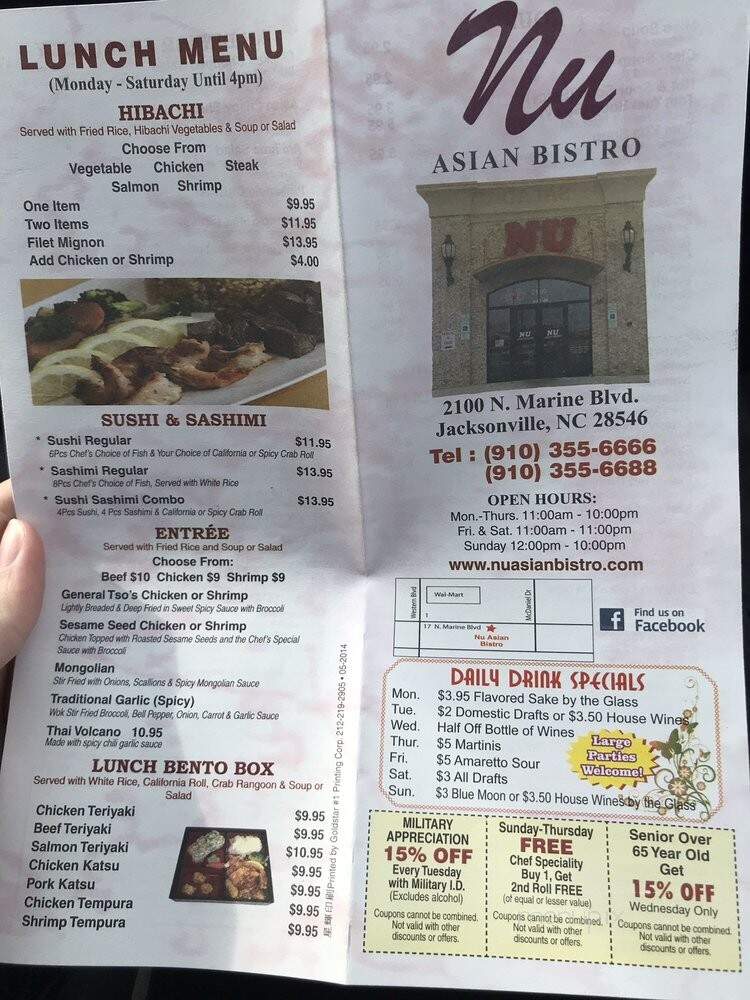 LUNCH MENU
(Monday - Saturday Until 4pm)
HIBACHI
Served with Fried Rice, Hibachi Vegetables & Soup or Salad
Choose From
Vegetable Chicken Steak
Salmon Shrimp
One Item $9.95
Two Items $11.95
Filet Mignon $13.95
Add Chicken or Shrimp $4.00
SUSHI & SASHIMI
* Sushi Regular $11.95
6Pcs Chef's Choice of Fish & Your Choice of California or Spicy Crab Roll
* Sashimi Regular $13.95
8Pcs Chef's Choice of Fish, Served with White Rice
* Sushi Sashimi Combo $13.95
4Pcs Sushi, 4 Pcs Sashimi & California or Spicy Crab Roll
ENTRÉE
Served with Fried Rice and Soup or Salad
Choose From:
Beef $10 Chicken $9 Shrimp $9
General Tso's Chicken or Shrimp
Lightly Breaded & Deep Fried in Sweet Spicy Sauce with Broccoli
Sesame Seed Chicken or Shrimp
Chicken Topped with Roasted Sesame Seeds and the Chef's Special
Sauce with Broccoli
Mongolian
Stir Fried with Onions, Scallions & Spicy Mongolian Sauce
Traditional Garlic (Spicy)
Wok Stir Fried Broccoli, Bell Pepper, Onion, Carrot & Garlic Sauce
Thai Volcano 10.95
Made with spicy chili garlic sauce
LUNCH BENTO BOX
Served with White Rice, California Roll, Crab Rangoon & Soup or
Salad
Chicken Teriyaki $9.95
Beef Teriyaki $9.95
Salmon Teriyaki $10.95
Chicken Katsu $9.95
Pork Katsu $9.95
Chicken Tempura $9.95
Shrimp Tempura $9.95
星輝印刷 Printed by Goldstar #1 Printing Corp. 212-219-2905 • 05-2014
Nu
ASIAN BISTRO
NU
NU NU
2100 N. Marine Blvd.
Jacksonville, NC 28546
Tel : (910) 355-6666
(910) 355-6688
OPEN HOURS:
Mon.-Thurs. 11:00am - 10:00pm
Fri. & Sat. 11:00am - 11:00pm
Sunday 12:00pm - 10:00pm
www.nuasianbistro.com
Western Blvd
Wal-Mart
McDaniel Dr.
1
17 N. Marine Blvd
Nu Asian
Bistro
f Find us on
Facebook
DAILY DRINK SPECIALS
Mon. $3.95 Flavored Sake by the Glass
Tue. $2 Domestic Drafts or $3.50 House Wines
Wed. Half Off Bottle of Wines
Thur. $5 Martinis
Fri. $5 Amaretto Sour
Sat. $3 All Drafts
Sun. $3 Blue Moon or $3.50 House Wines by the Glass
Large
Parties
Welcome!
MILITARY
APPRECIATION
15% OFF
Every Tuesday
with Military I.D.
(Excludes alcohol)
Coupons cannot be combined.
Not valid with other
discounts or offers.
Sunday-Thursday
FREE
Chef Speciality
Buy 1, Get
2nd Roll FREE
(of equal or lesser value)
Coupons cannot be combined.
Not valid with other
discounts or offers.
Senior Over
65 Year Old
Get
15% OFF
Wednesday Only
Coupons cannot be combined.
Not valid with other
discounts or offers.